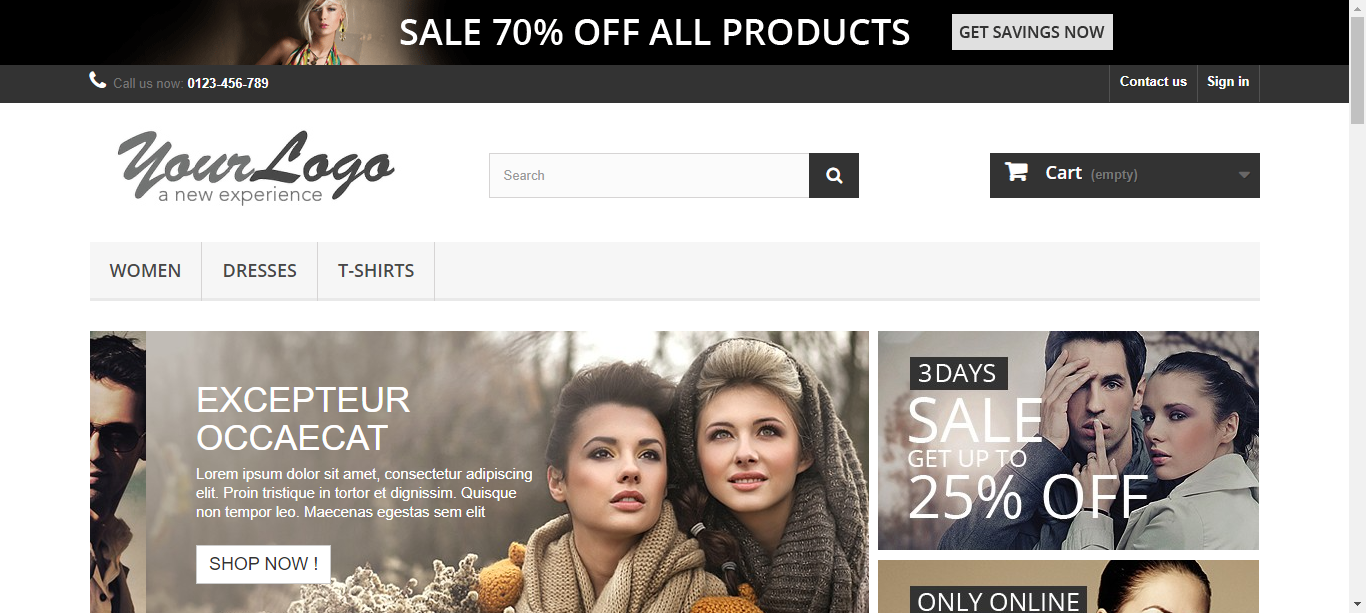 SALE 70% OFF ALL PRODUCTS
GET SAVINGS NOW
Call us now: 0123-456-789
Contact us
Sign in
YourLogo
a new experience
Search
Cart (empty)
WOMEN
DRESSES
T-SHIRTS
EXCEPTEUR
OCCAECAT
Lorem ipsum dolor sit amet, consectetur adipiscing
elit. Proin tristique in tortor et dignissim. Quisque
non tempor leo. Maecenas egestas sem elit
SHOP NOW !
3 DAYS
SALE
GET UP TO
25% OFF
ONLY ONLINE